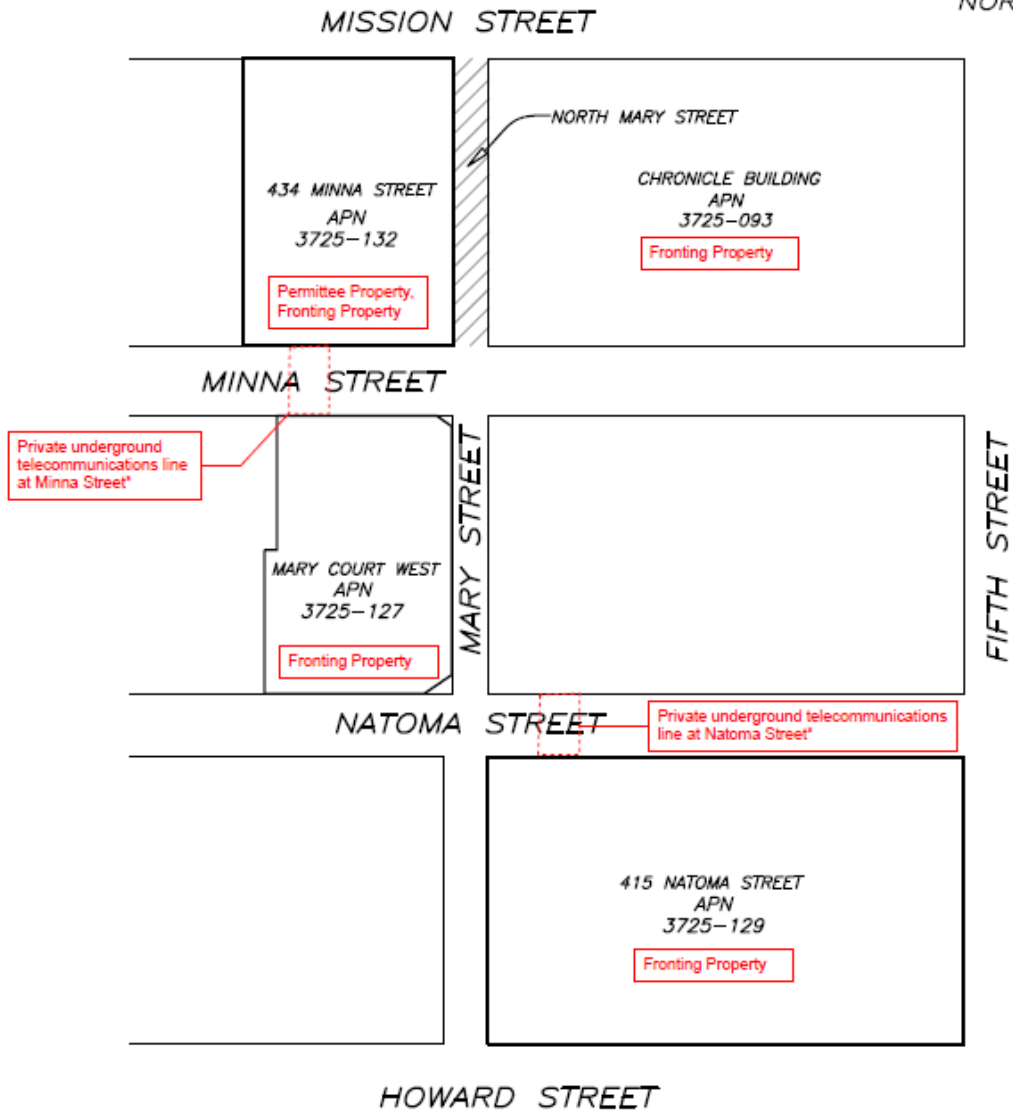 NOR
MISSION STREET
NORTH MARY STREET
434 MINNA STREET
APN
3725-132
Permittee Property,
Fronting Property
CHRONICLE BUILDING
APN
3725-093
Fronting Property
MINNA STREET
Private underground
telecommunications line
at Minna Street*
MARY STREET
FIFTH STREET
MARY COURT WEST
APN
3725-127
Fronting Property
NATOMA STREET
Private underground telecommunications
line at Natoma Street*
415 NATOMA STREET
APN
3725-129
Fronting Property
HOWARD STREET